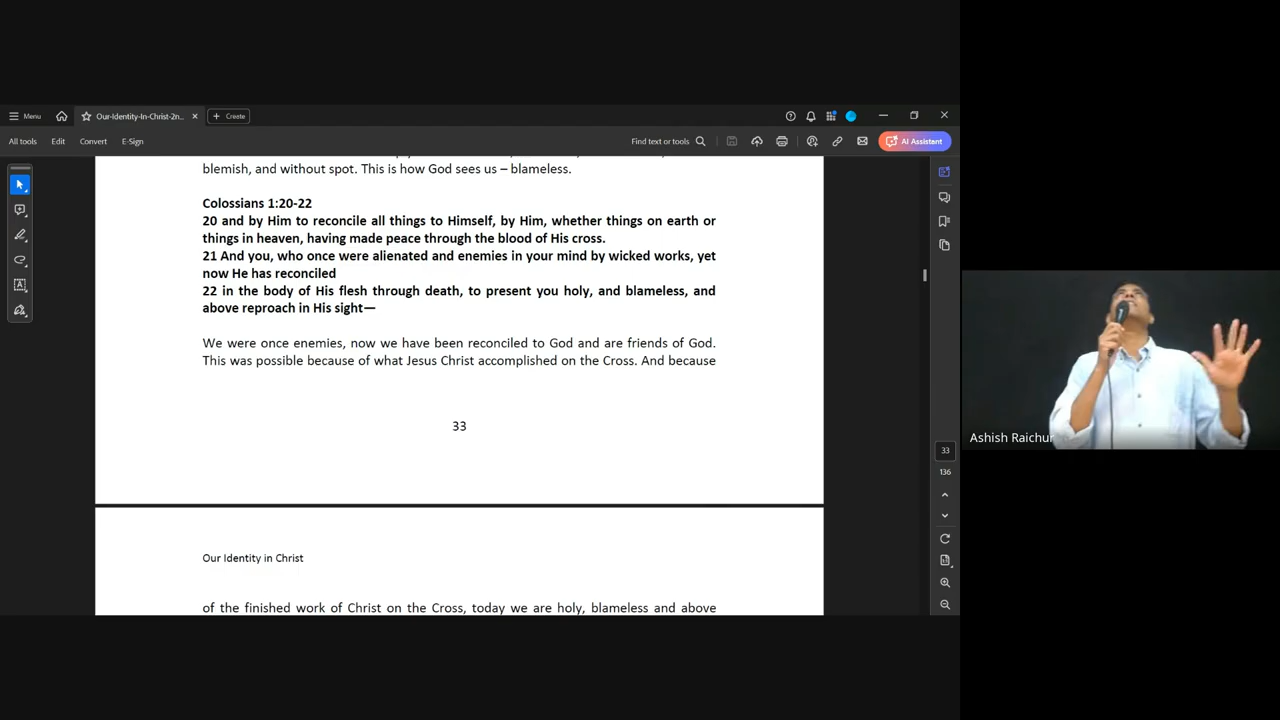 Menu
Our-Identity-In-Christ-2n...
Create
All tools
Edit
Convert
E-Sign
Find text or tools
AI Assistant
blemish, and without spot. This is how God sees us – blameless.
Colossians 1:20-22
20 and by Him to reconcile all things to Himself, by Him, whether things on earth or
things in heaven, having made peace through the blood of His cross.
21 And you, who once were alienated and enemies in your mind by wicked works, yet
now He has reconciled
22 in the body of His flesh through death, to present you holy, and blameless, and
above reproach in His sight—
We were once enemies, now we have been reconciled to God and are friends of God.
This was possible because of what Jesus Christ accomplished on the Cross. And because
33
Our Identity in Christ
of the finished work of Christ on the Cross, today we are holy, blameless and above
33
136
Ashish Raichur